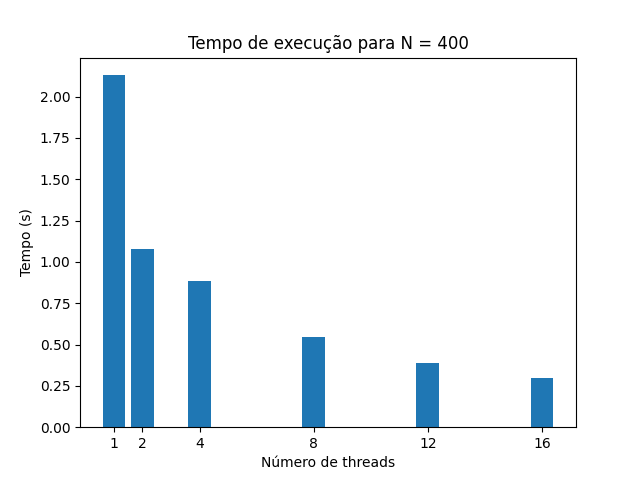 Tempo de execução para N = 400
2.00
1.75
1.50
1.25
1.00
0.75
0.50
0.25
0.00
Tempo (s)
1 2 4 8 12 16
Número de threads